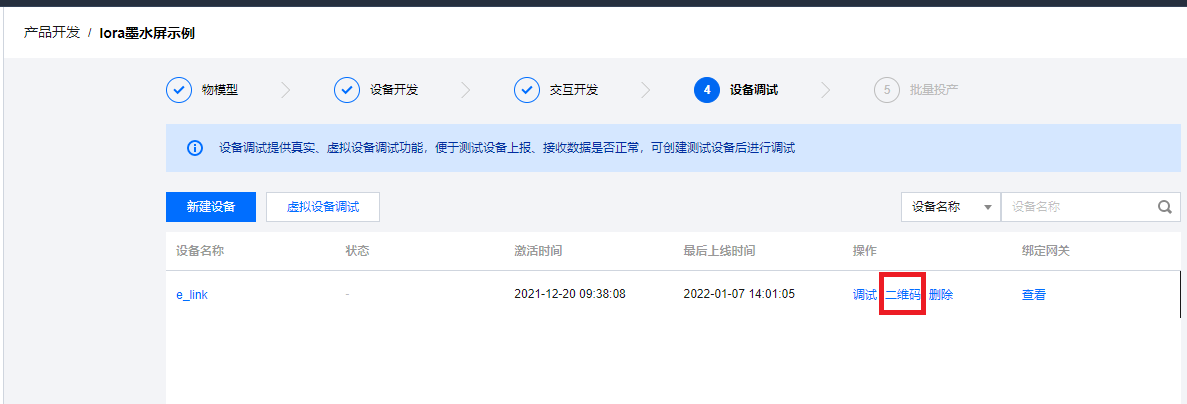 产品开发 / lora墨水屏示例
物模型 设备开发 交互开发 4 设备调试 5 批量投产
设备调试提供真实、虚拟设备调试功能，便于测试设备上报、接收数据是否正常，可创建测试设备后进行调试
新建设备 虚拟设备调试 设备名称 设备名称
设备名称 状态 激活时间 最后上线时间 操作 绑定网关
e_link - 2021-12-20 09:38:08 2022-01-07 14:01:05 调试 二维码 删除 查看